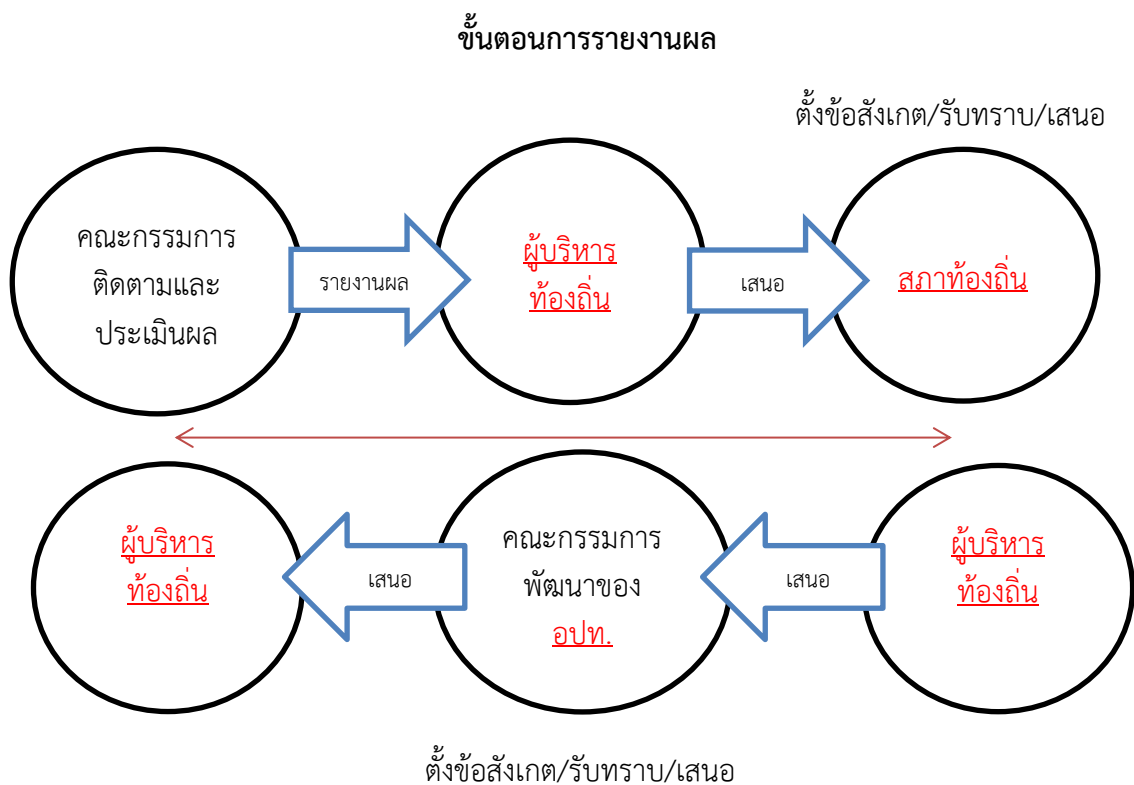 ขั้นตอนการรายงานผล
ตั้งข้อสังเกต/รับทราบ/เสนอ
คณะกรรมการ
ติดตามและ
ประเมินผล
รายงานผล
ผู้บริหาร
ท้องถิ่น
เสนอ
สภาท้องถิ่น
ผู้บริหาร
ท้องถิ่น
เสนอ
คณะกรรมการ
พัฒนาของ
อปท.
เสนอ
ผู้บริหาร
ท้องถิ่น
ตั้งข้อสังเกต/รับทราบ/เสนอ